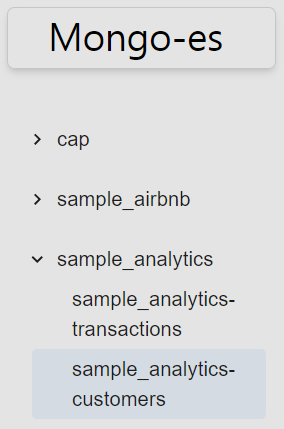 Mongo-es
cap
sample_airbnb
sample_analytics
sample_analytics-
transactions
sample_analytics-
customers